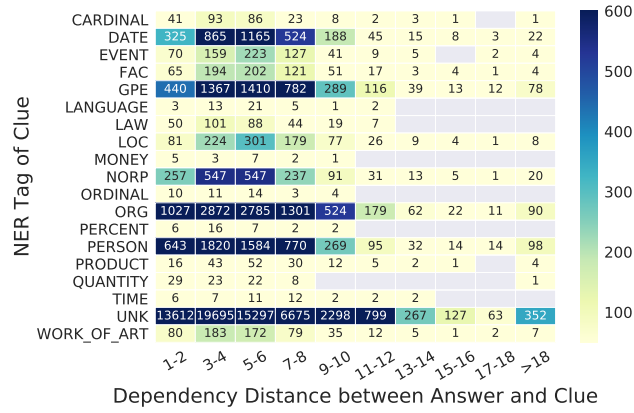 CARDINAL 41 93 86 23 8 2 3 1 1
DATE 325 865 1165 524 188 45 15 8 3 22
EVENT 70 159 223 127 41 9 5 2 4
FAC 65 194 202 121 51 17 3 4 1 4
GPE 440 1367 1410 782 289 116 39 13 12 78
LANGUAGE 3 13 21 5 1 2
LAW 50 101 88 44 19 7
LOC 81 224 301 179 77 26 9 4 1 8
MONEY 5 3 7 2 1
NORP 257 547 547 237 91 31 13 5 1 20
ORDINAL 10 11 14 3 4
ORG 1027 2872 2785 1301 524 179 62 22 11 90
PERCENT 6 16 7 2 2
PERSON 643 1820 1584 770 269 95 32 14 14 98
PRODUCT 16 43 52 30 12 5 2 1 4
QUANTITY 29 23 22 8 1
TIME 6 7 11 12 2 2 2
UNK 13612 19695 15297 6675 2298 799 267 127 63 352
WORK_OF_ART 80 183 172 79 35 12 5 1 2 7
1-2 3-4 5-6 7-8 9-10 11-12 13-14 15-16 17-18 >18
Dependency Distance between Answer and Clue
NER Tag of Clue
600
500
400
300
200
100